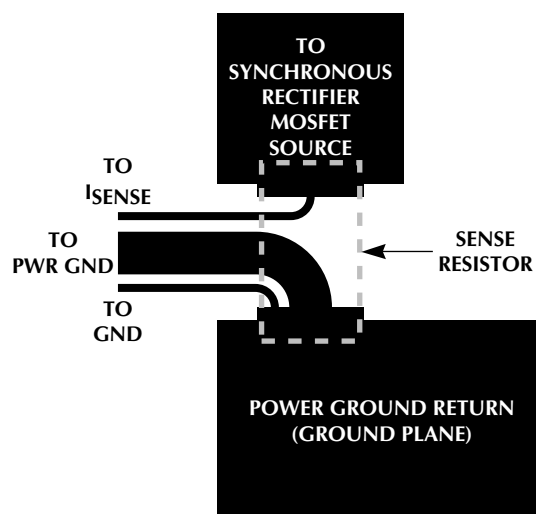 TO
SYNCHRONOUS
RECTIFIER
MOSFET
SOURCE
TO
ISENSE
TO
PWR GND
TO
GND
SENSE
RESISTOR
POWER GROUND RETURN
(GROUND PLANE)